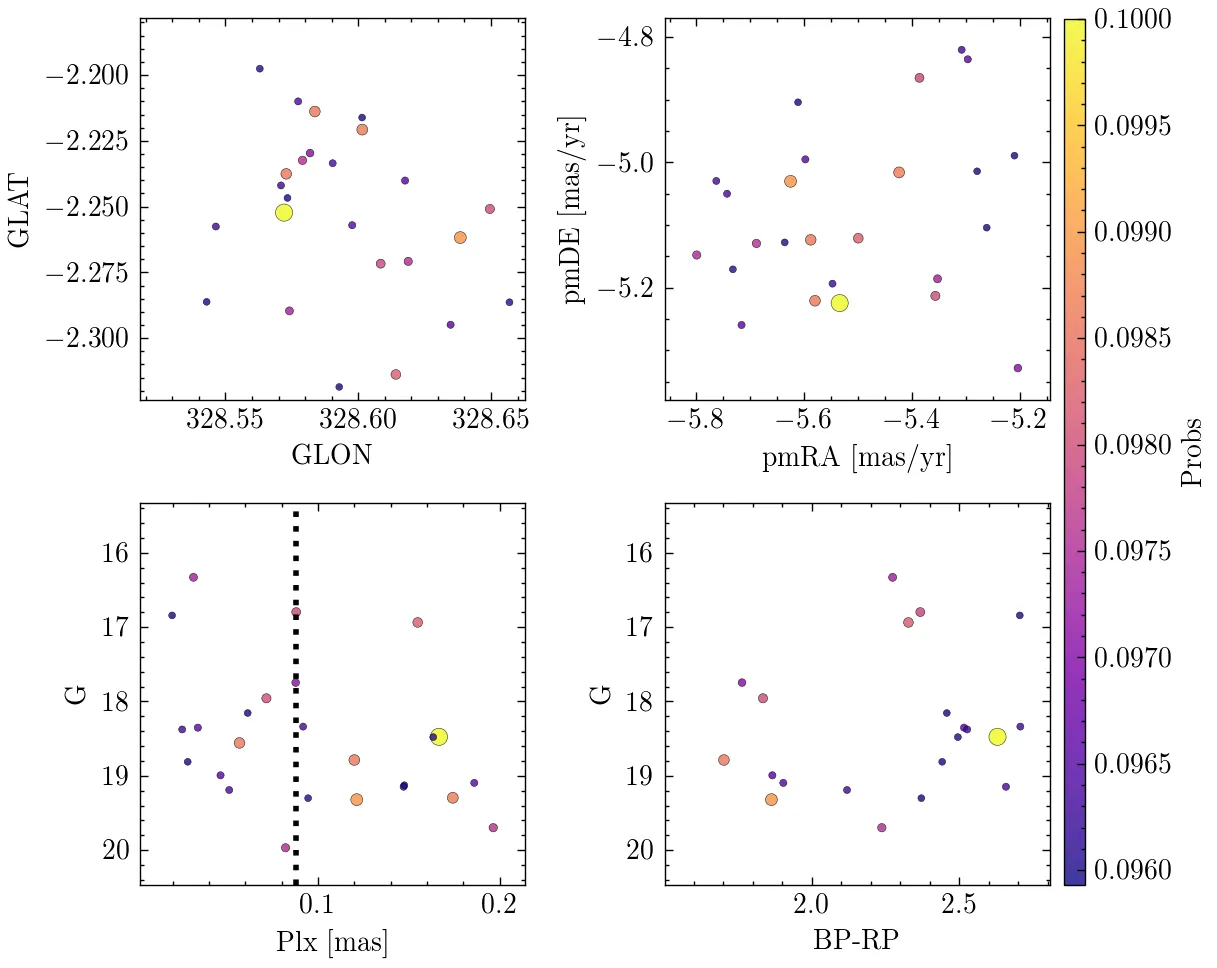 −2.200
−2.225
−2.250
−2.275
−2.300
GLAT
328.55 328.60 328.65
GLON
−4.8
−5.0
−5.2
pmDE [mas/yr]
−5.8 −5.6 −5.4 −5.2
pmRA [mas/yr]
16
17
18
19
20
G
0.1 0.2
Plx [mas]
16
17
18
19
20
G
2.0 2.5
BP-RP
0.1000
0.0995
0.0990
0.0985
0.0980
0.0975
0.0970
0.0965
0.0960
Probs